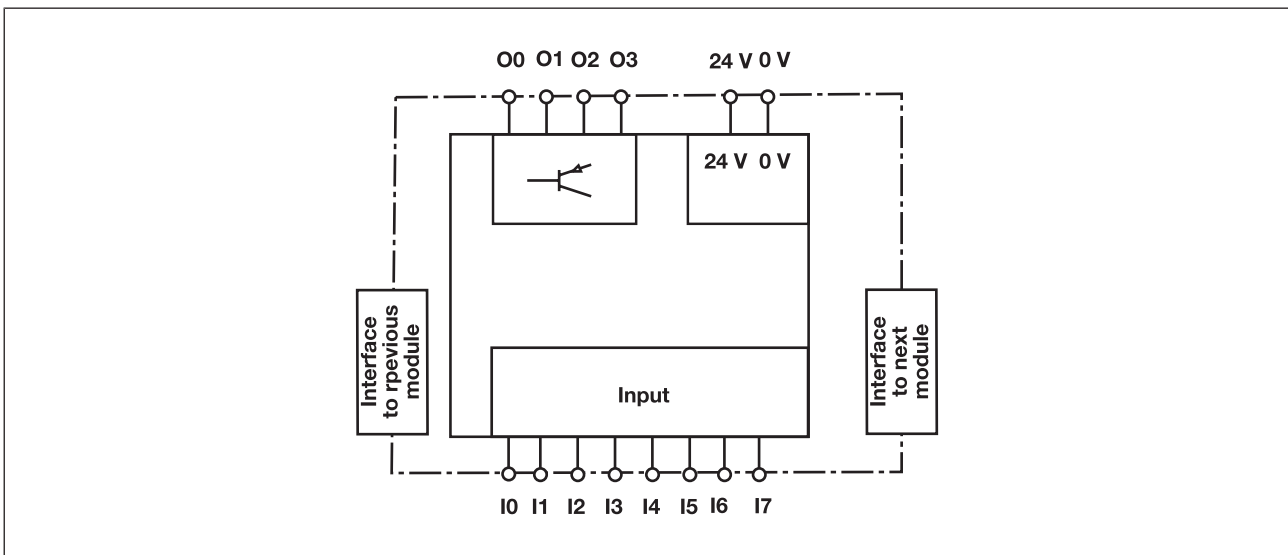 O0 O1 O2 O3 24 V 0 V
24 V 0 V
Interface
to rpevious
module
Interface
to next
module
Input
I0 I1 I2 I3 I4 I5 I6 I7